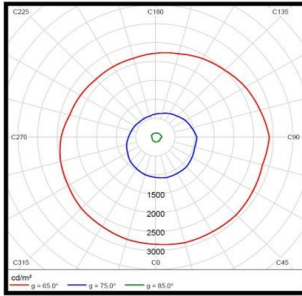 C225 C180 C135
C270 C90
1500
2000
2500
3000
C315 C0 C45
cd/m²
g = 65.0° g = 75.0° g = 85.0°